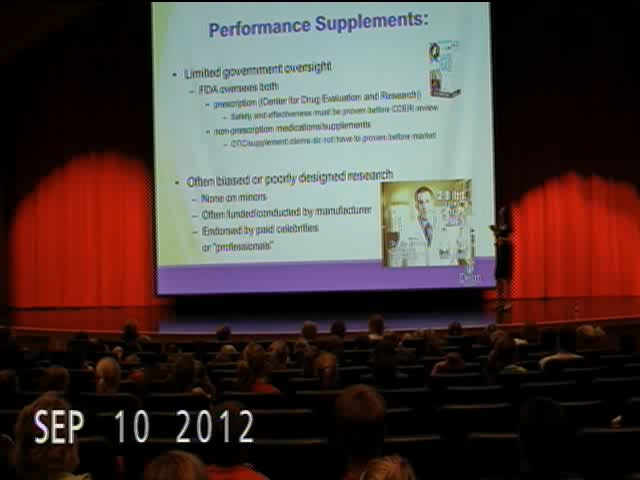 Performance Supplements:
• Limited government oversight
– FDA oversees both
• prescription (Center for Drug Evaluation and Research)
– Safety and effectiveness must be proven before CDER review
• non-prescription medications/supplements
– OTC/supplement claims do not have to proven before market
• Often biased or poorly designed research
– None on minors
– Often funded/conducted by manufacturer
– Endorsed by paid celebrities
or "professionals"
SEP 10 2012